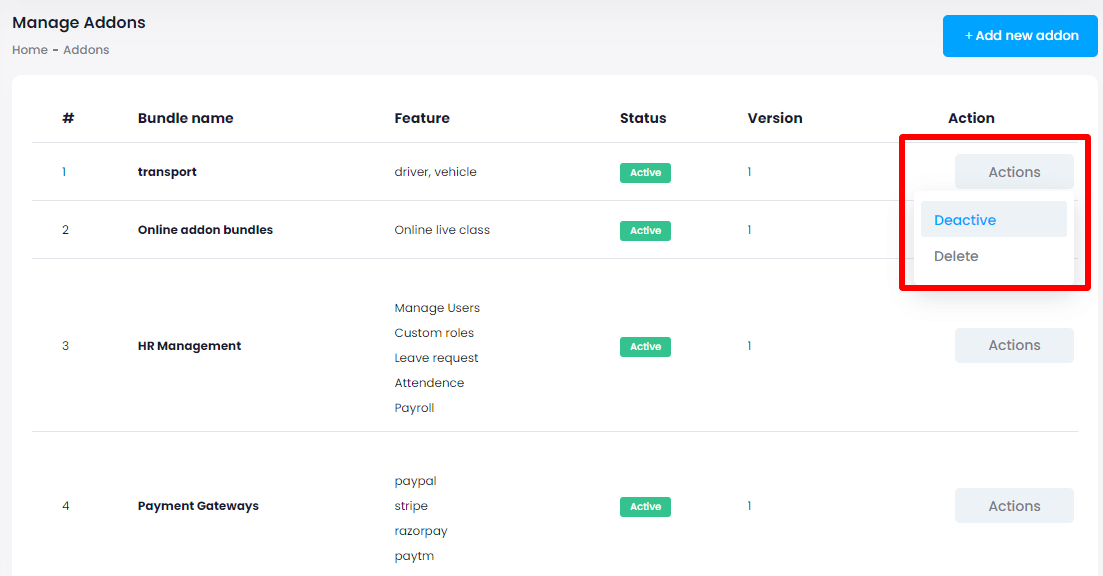 Manage Addons
Home - Addons
+ Add new addon
# Bundle name Feature Status Version Action
1 transport driver, vehicle Active 1 Actions
Deactive
2 Online addon bundles Online live class Active 1
Delete
Manage Users
Custom roles
3 HR Management Leave request Active 1 Actions
Attendence
Payroll
paypal
4 Payment Gateways stripe Active 1 Actions
razorpay
paytm